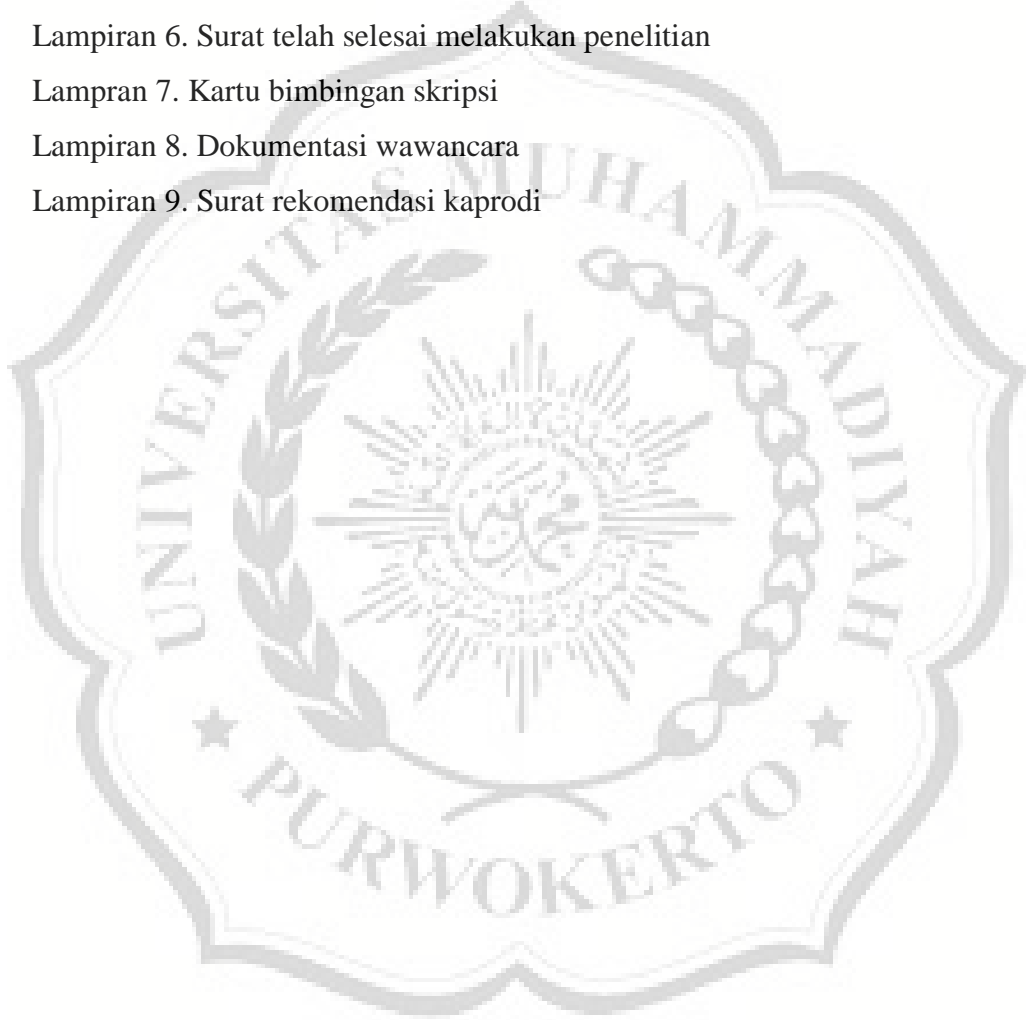 Lampiran 6. Surat telah selesai melakukan penelitian
Lampran 7. Kartu bimbingan skripsi
Lampiran 8. Dokumentasi wawancara
Lampiran 9. Surat rekomendasi kaprodi
UNIVERSITAS MUHAMMADIYAH
PURWOKERTO